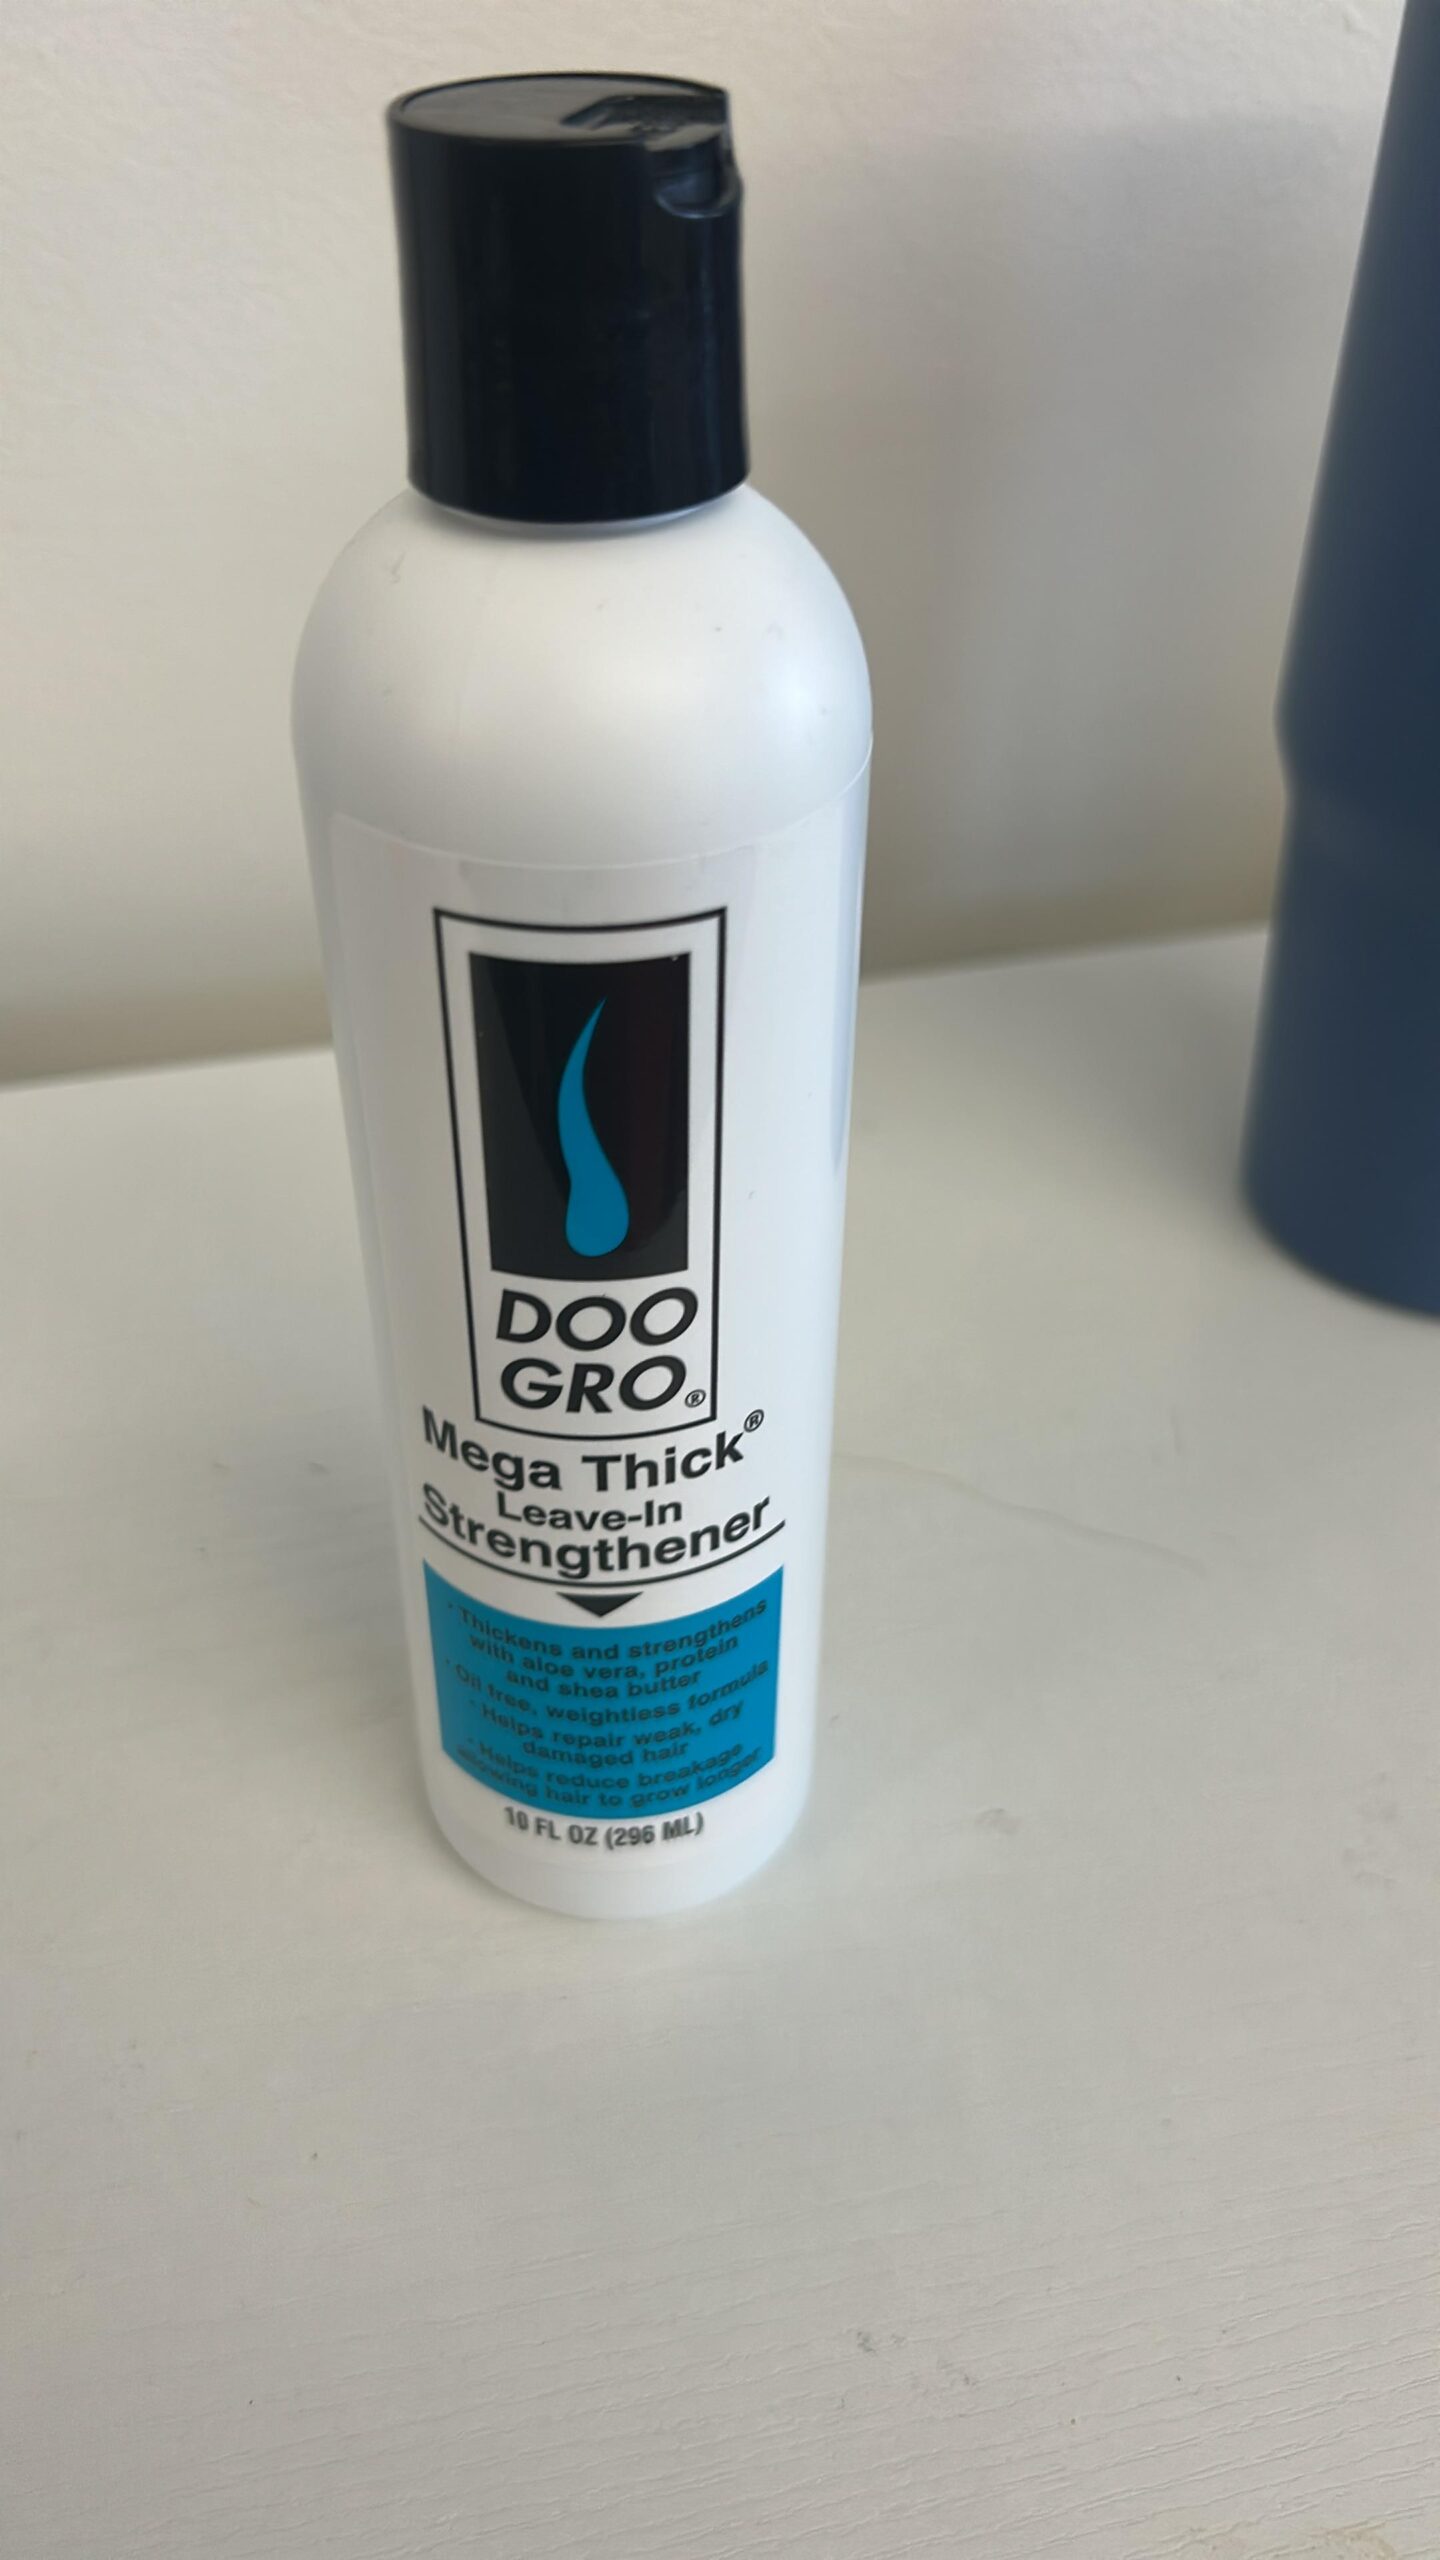 DOO
GRO®
Mega Thick®
Leave-In
Strengthener
· Thickens and strengthens
with aloe vera, protein
and shea butter
· Oil free, weightless formula
· Helps repair weak, dry
damaged hair
· Helps reduce breakage
allowing hair to grow longer
10 FL OZ (296 ML)